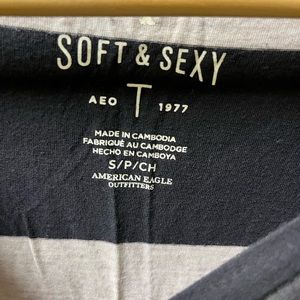 SOFT & SEXY
AEO T 1977
MADE IN CAMBODIA
FABRIQUÉ AU CAMBODGE
HECHO EN CAMBOYA
S/P/CH
AMERICAN EAGLE
OUTFITTERS